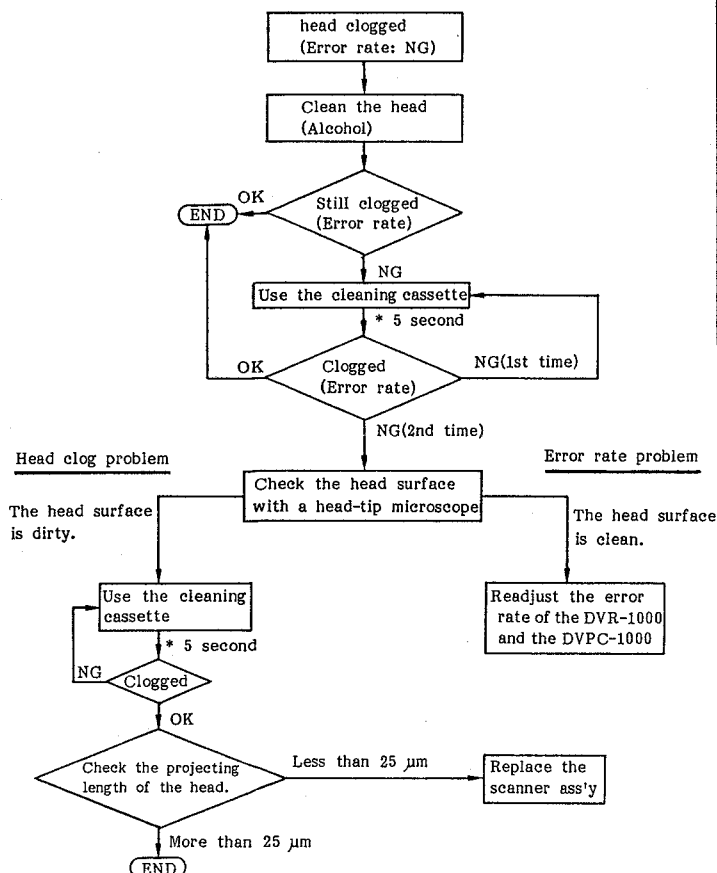 head clogged
(Error rate: NG)
Clean the head
(Alcohol)
OK
END
Still clogged
(Error rate)
NG
Use the cleaning cassette
* 5 second
OK
Clogged
(Error rate)
NG(1st time)
NG(2nd time)
Head clog problem
Error rate problem
Check the head surface
with a head-tip microscope
The head surface
is dirty.
The head surface
is clean.
Use the cleaning
cassette
Readjust the error
rate of the DVR-1000
and the DVPC-1000
* 5 second
NG
Clogged
OK
Check the projecting
length of the head.
Less than 25 μm
Replace the
scanner ass'y
More than 25 μm
END